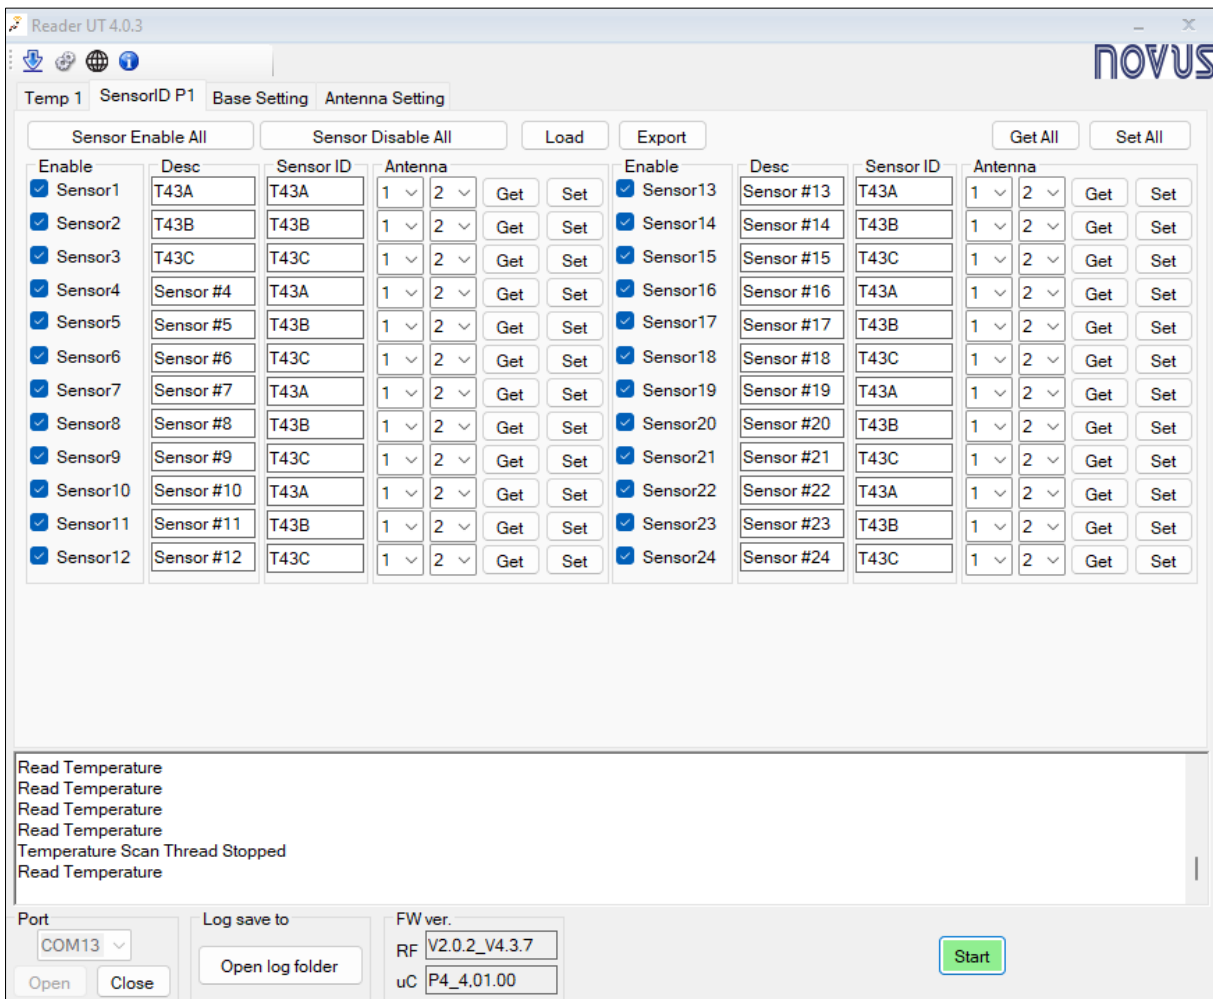 Reader UT 4.0.3
novus
Temp 1 SensorID P1 Base Setting Antenna Setting
Sensor Enable All Sensor Disable All Load Export Get All Set All
Enable Desc Sensor ID Antenna Enable Desc Sensor ID Antenna
Sensor1 T43A T43A 1 2 Get Set Sensor13 Sensor #13 T43A 1 2 Get Set
Sensor2 T43B T43B 1 2 Get Set Sensor14 Sensor #14 T43B 1 2 Get Set
Sensor3 T43C T43C 1 2 Get Set Sensor15 Sensor #15 T43C 1 2 Get Set
Sensor4 Sensor #4 T43A 1 2 Get Set Sensor16 Sensor #16 T43A 1 2 Get Set
Sensor5 Sensor #5 T43B 1 2 Get Set Sensor17 Sensor #17 T43B 1 2 Get Set
Sensor6 Sensor #6 T43C 1 2 Get Set Sensor18 Sensor #18 T43C 1 2 Get Set
Sensor7 Sensor #7 T43A 1 2 Get Set Sensor19 Sensor #19 T43A 1 2 Get Set
Sensor8 Sensor #8 T43B 1 2 Get Set Sensor20 Sensor #20 T43B 1 2 Get Set
Sensor9 Sensor #9 T43C 1 2 Get Set Sensor21 Sensor #21 T43C 1 2 Get Set
Sensor10 Sensor #10 T43A 1 2 Get Set Sensor22 Sensor #22 T43A 1 2 Get Set
Sensor11 Sensor #11 T43B 1 2 Get Set Sensor23 Sensor #23 T43B 1 2 Get Set
Sensor12 Sensor #12 T43C 1 2 Get Set Sensor24 Sensor #24 T43C 1 2 Get Set
Read Temperature
Read Temperature
Read Temperature
Read Temperature
Temperature Scan Thread Stopped
Read Temperature
Port Log save to FW ver.
COM13 RF V2.0.2_V4.3.7
Open Close Open log folder uC P4_4,01.00 Start